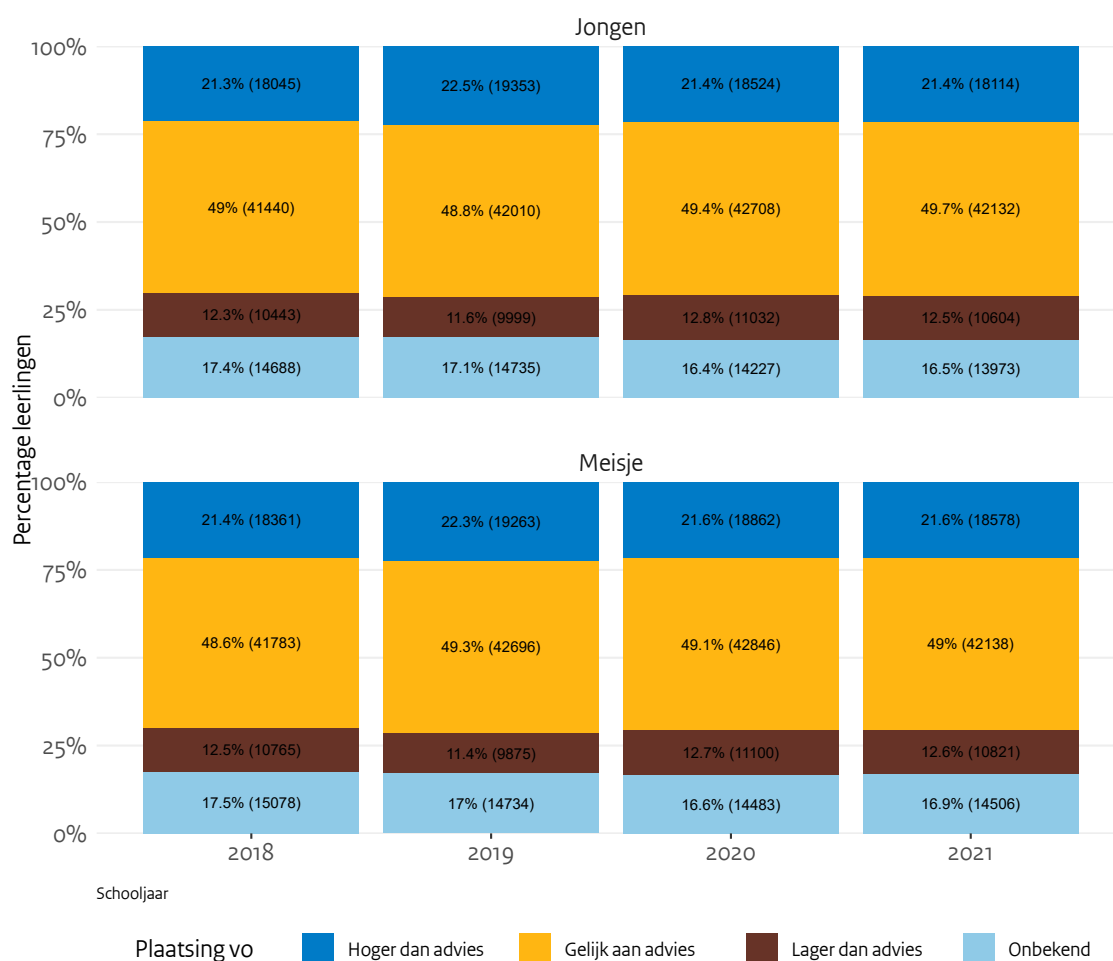 Jongen
100%
21.3% (18045) 22.5% (19353) 21.4% (18524) 21.4% (18114)
75%
49% (41440) 48.8% (42010) 49.4% (42708) 49.7% (42132)
50%
25%
12.3% (10443) 11.6% (9999) 12.8% (11032) 12.5% (10604)
17.4% (14688) 17.1% (14735) 16.4% (14227) 16.5% (13973)
0%
Percentage leerlingen
Meisje
100%
21.4% (18361) 22.3% (19263) 21.6% (18862) 21.6% (18578)
75%
48.6% (41783) 49.3% (42696) 49.1% (42846) 49% (42138)
50%
25%
12.5% (10765) 11.4% (9875) 12.7% (11100) 12.6% (10821)
17.5% (15078) 17% (14734) 16.6% (14483) 16.9% (14506)
0%
2018 2019 2020 2021
Schooljaar
Plaatsing vo Hoger dan advies Gelijk aan advies Lager dan advies Onbekend